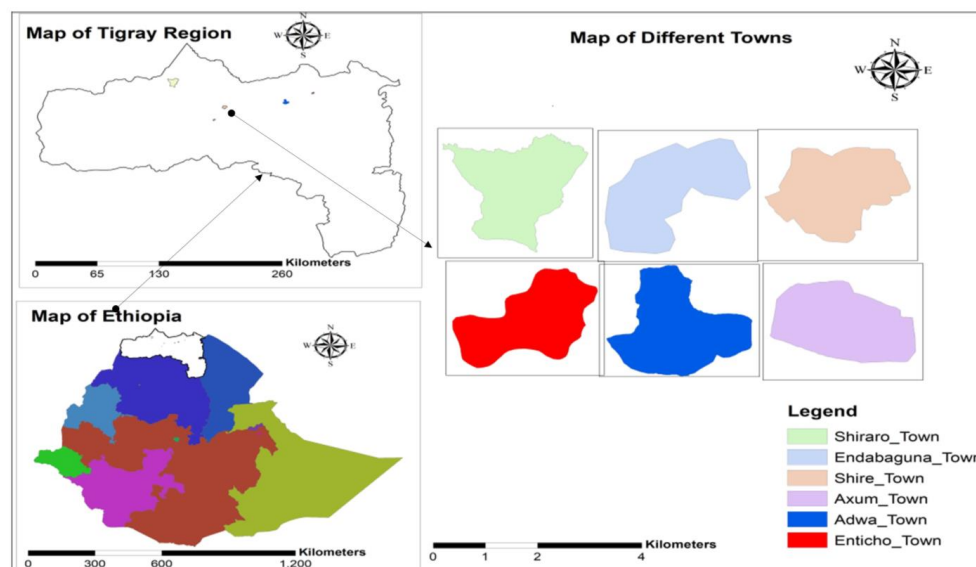 Map of Tigray Region
N
W E
S
Kilometers
0 65 130 260
Map of Ethiopia
N
W E
S
Kilometers
0 300 600 1,200
Map of Different Towns
N
W E
S
Legend
Shiraro_Town
Endabaguna_Town
Shire_Town
Axum_Town
Adwa_Town
Enticho_Town
Kilometers
0 1 2 4